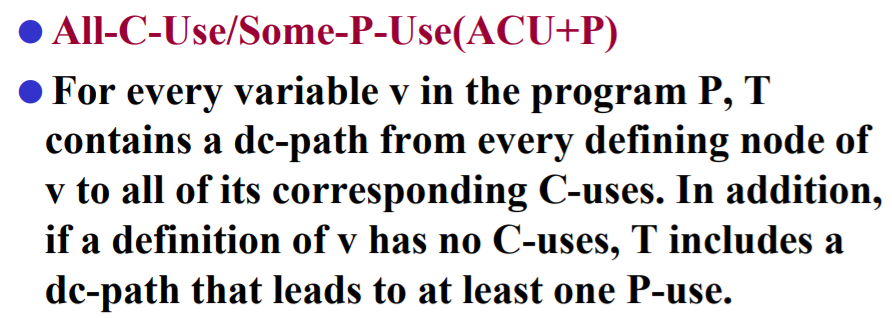 All-C-Use/Some-P-Use(ACU+P)
For every variable v in the program P, T
contains a dc-path from every defining node of
v to all of its corresponding C-uses. In addition,
if a definition of v has no C-uses, T includes a
dc-path that leads to at least one P-use.